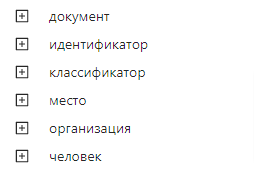 документ
идентификатор
классификатор
место
организация
человек